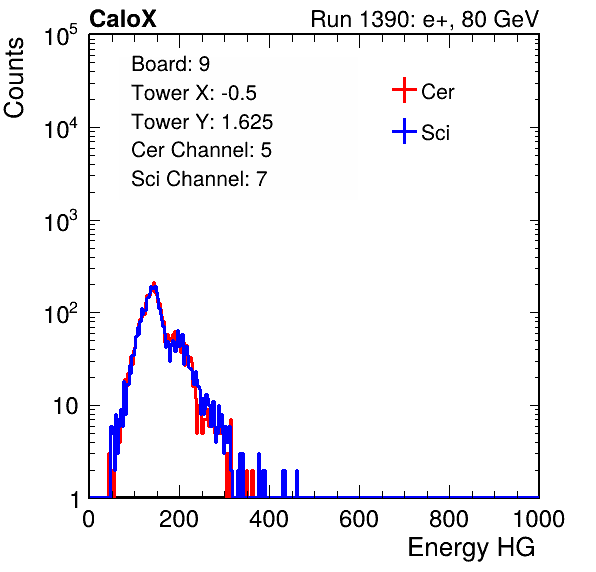 CaloX Run 1390: e+, 80 GeV
Counts
Board: 9
Tower X: -0.5
Tower Y: 1.625
Cer Channel: 5
Sci Channel: 7
Cer
Sci
10^5
10^4
10^3
10^2
10
1
0 200 400 600 800 1000
Energy HG